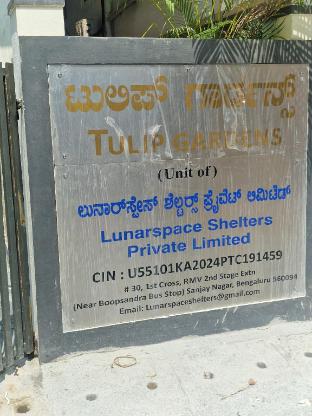 ಟುಲಿಪ್ ಗಾರ್ಡನ್ಸ್
TULIP GARDENS
(Unit of)
ಲುನಾರ್‌ಸ್ಪೇಸ್ ಶೆಲ್ಟರ್‍ಸ್ ಪ್ರೈವೆಟ್ ಲಿಮಿಟೆಡ್
Lunarspace Shelters
Private Limited
CIN : U55101KA2024PTC191459
# 30, 1st Cross, RMV 2nd Stage Extn
(Near Boopsandra Bus Stop) Sanjay Nagar, Bengaluru 560094
Email: Lunarspaceshelters@gmail.com